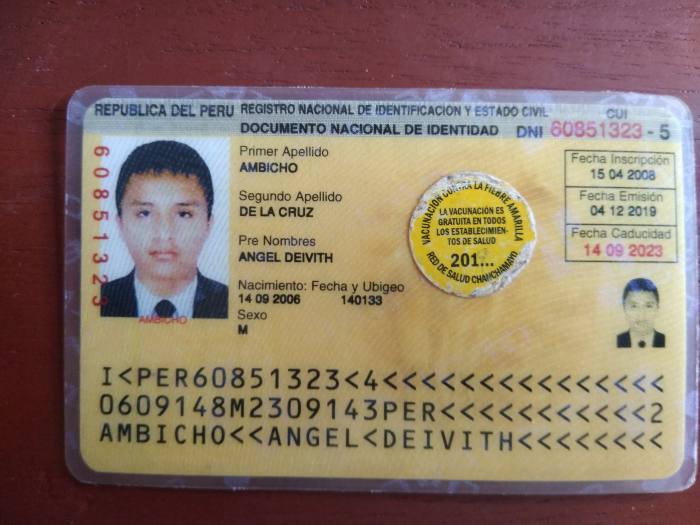 REPUBLICA DEL PERU REGISTRO NACIONAL DE IDENTIFICACION Y ESTADO CIVIL
CUI
DOCUMENTO NACIONAL DE IDENTIDAD DNI 60851323 - 5
60851323
Primer Apellido
AMBICHO
Segundo Apellido
DE LA CRUZ
Pre Nombres
ANGEL DEIVITH
Nacimiento: Fecha y Ubigeo
14 09 2006 140133
Sexo
M
AMBICHO
VACUNACION CONTRA LA FIEBRE AMARILLA
LA VACUNACIÓN ES
GRATUITA EN TODOS
LOS ESTABLECIMIEN-
TOS DE SALUD
201...
RED DE SALUD CHANCHAMAYO
Fecha Inscripción
15 04 2008
Fecha Emisión
04 12 2019
Fecha Caducidad
14 09 2023
I<PER60851323<4<<<<<<<<<<<<<<<
0609148M2309143PER<<<<<<<<<<<2
AMBICHO<<ANGEL<DEIVITH<<<<<<<<